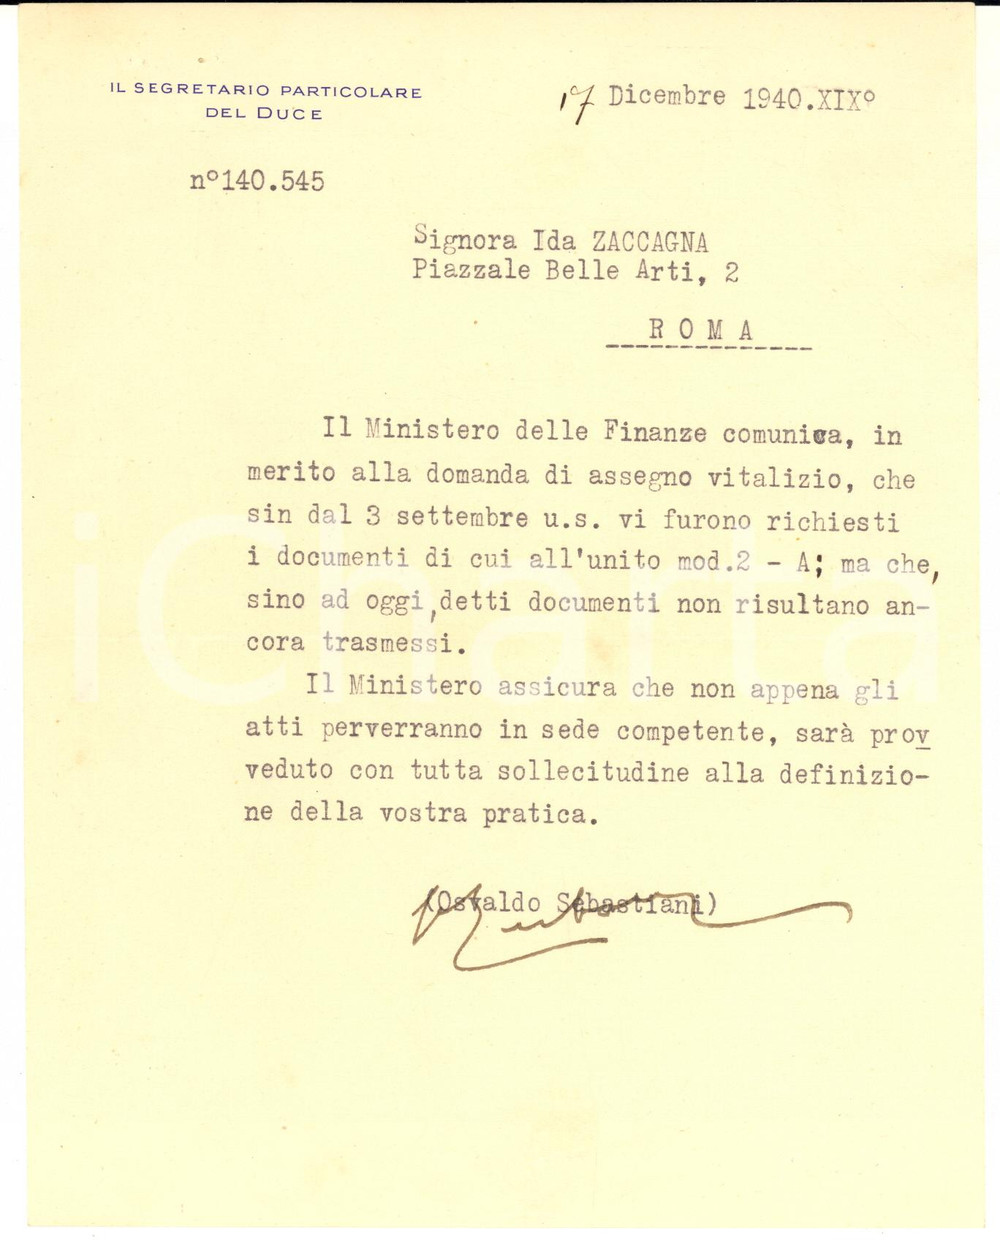 IL SEGRETARIO PARTICOLARE
DEL DUCE
17 Dicembre 1940.XIXº
nº140.545
Signora Ida ZACCAGNA
Piazzale Belle Arti, 2
ROMA
Il Ministero delle Finanze comunica, in
merito alla domanda di assegno vitalizio, che
sin dal 3 settembre u.s. vi furono richiesti
i documenti di cui all'unito mod.2 - A; ma che,
sino ad oggi, detti documenti non risultano an-
cora trasmessi.
Il Ministero assicura che non appena gli
atti perverranno in sede competente, sarà prov
veduto con tutta sollecitudine alla definizio-
ne della vostra pratica.
(Osvaldo Sebastiani)
iCharta